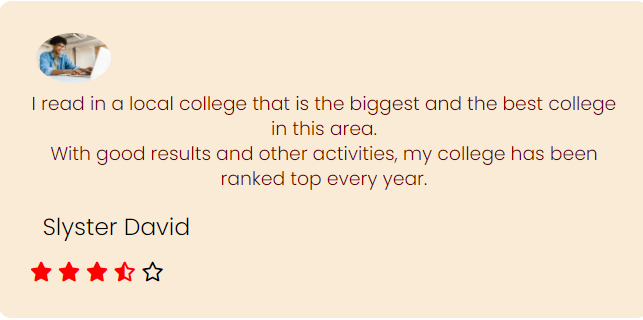 I read in a local college that is the biggest and the best college
in this area.
With good results and other activities, my college has been
ranked top every year.
Slyster David